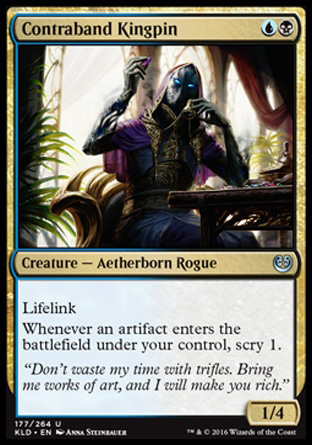 Contraband Kingpin
Creature — Aetherborn Rogue
Lifelink
Whenever an artifact enters the
battlefield under your control, scry 1.
“Don’t waste my time with trifles. Bring
me works of art, and I will make you rich.”
1/4
177/264 U
KLD • EN Anna Steinbauer
™ & © 2016 Wizards of the Coast